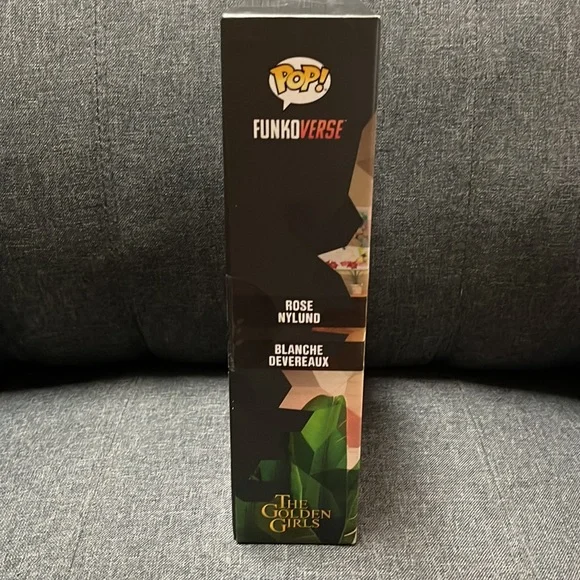 POP!
FUNKOVERSE
ROSE
NYLUND
BLANCHE
DEVEREAUX
THE
GOLDEN
GIRLS